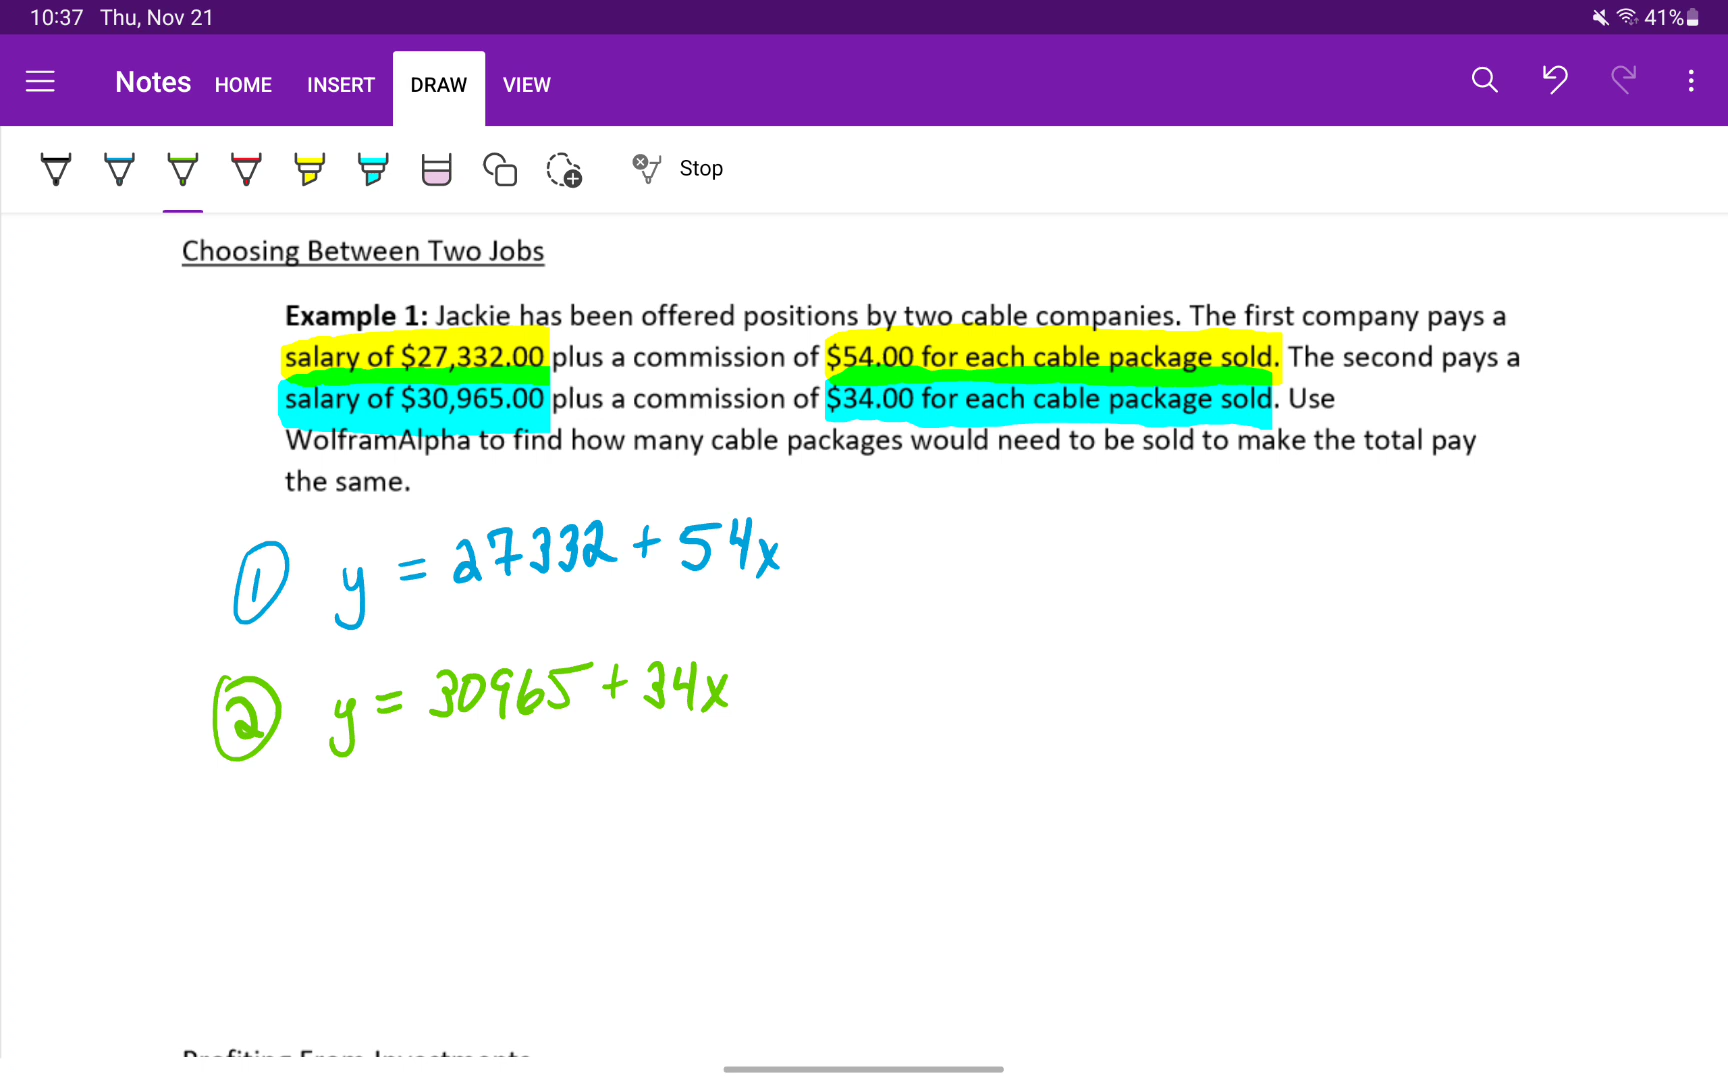 10:37 Thu, Nov 21 41%
Notes HOME INSERT DRAW VIEW
Stop
Choosing Between Two Jobs
Example 1: Jackie has been offered positions by two cable companies. The first company pays a
salary of $27,332.00 plus a commission of $54.00 for each cable package sold. The second pays a
salary of $30,965.00 plus a commission of $34.00 for each cable package sold. Use
WolframAlpha to find how many cable packages would need to be sold to make the total pay
the same.
① y = 27332 + 54x
② y = 30965 + 34x
Profiting From Investments